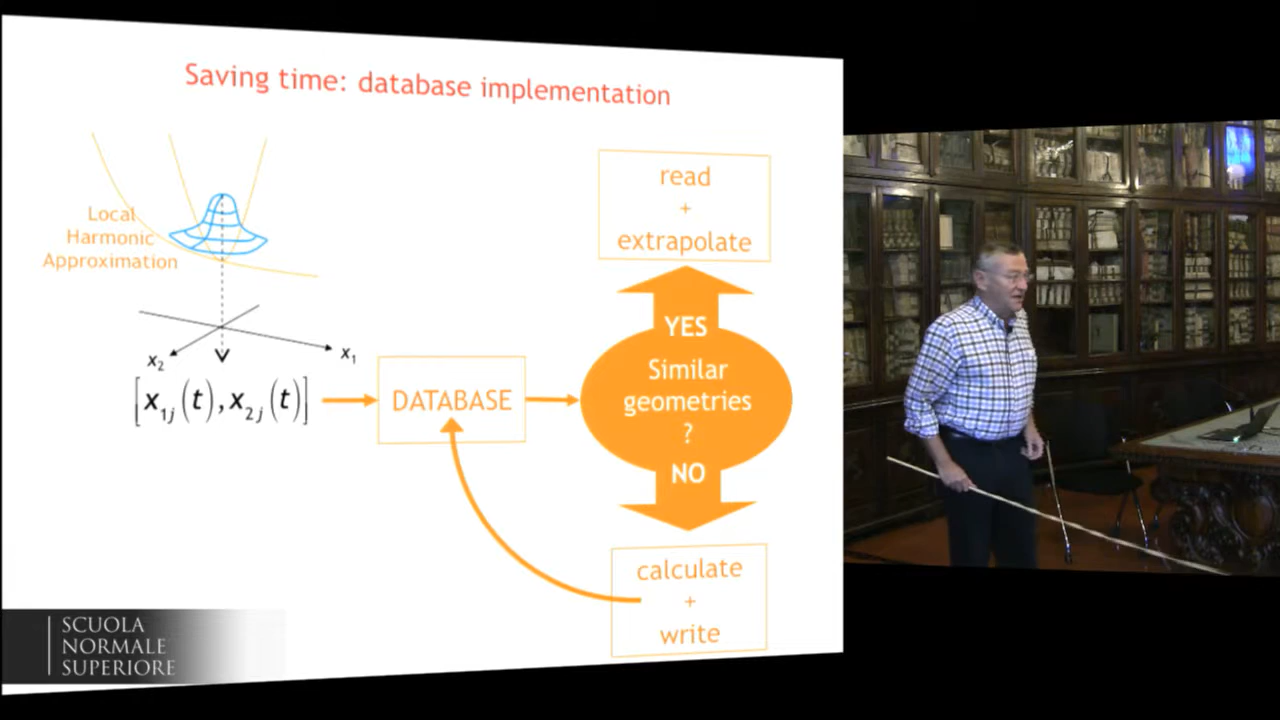 Saving time: database implementation
Local
Harmonic
Approximation
x₂
x₁
[x₁ⱼ(t), x₂ⱼ(t)]
DATABASE
read
+
extrapolate
YES
Similar
geometries
?
NO
calculate
+
write
SCUOLA
NORMALE
SUPERIORE